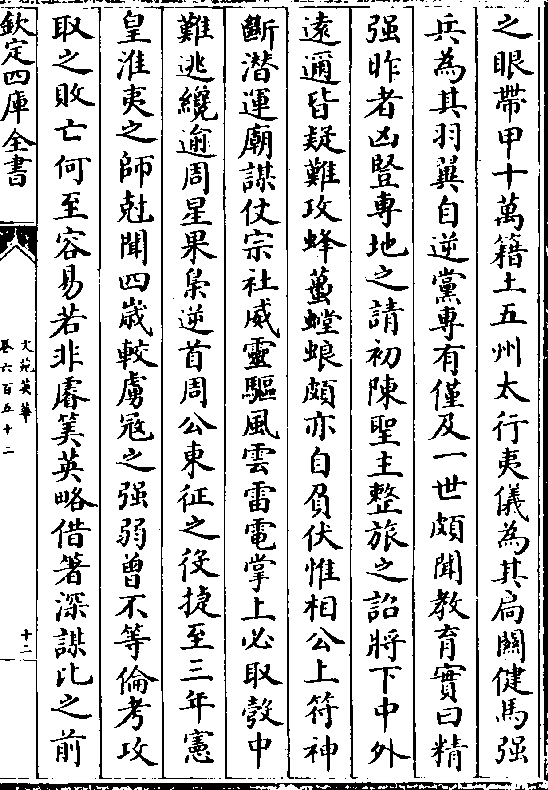 之眼帶甲十萬籍土五州太行夷儀為其扃關健馬强
兵為其羽翼自逆黨專有僅及一世頗聞教育實曰精
强昨者凶豎專地之請初陳聖主整旅之詔將下中外
遠邇皆疑難攻蜂蠆螳蜋頗亦自負伏惟相公上符神
斷潜運廟謀仗宗社威靈驅風雲雷電掌上必取彀中
難逃纔逾周星果梟逆首周公東征之役捷至三年憲
皇淮夷之師尅聞四歲較虜寇之强弱曾不等倫考攻
取之敗亡何至容易若非睿筭英略借箸深謀比之前
欽定四庫全書
文苑英華
卷六百五十二
十二